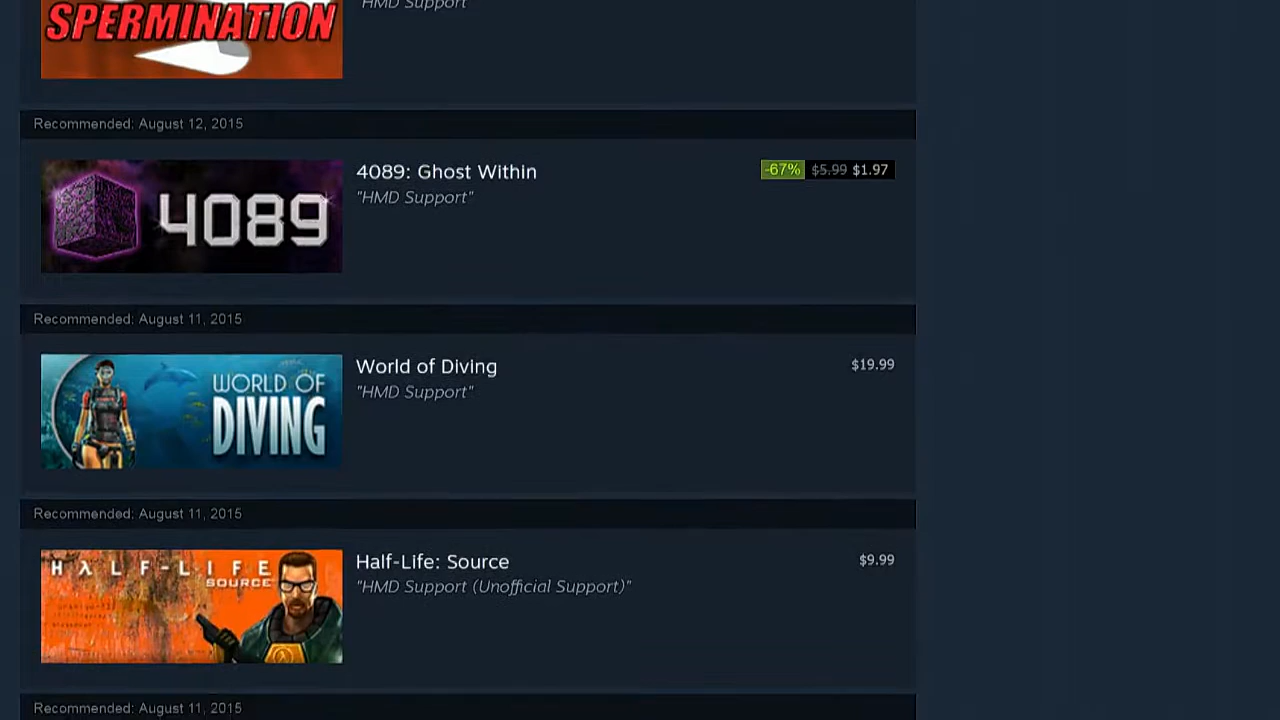 "HMD Support"
SPERMINATION
Recommended: August 12, 2015
4089
4089: Ghost Within
"HMD Support"
-67% $5.99 $1.97
Recommended: August 11, 2015
WORLD OF
DIVING
World of Diving
"HMD Support"
$19.99
Recommended: August 11, 2015
HλLF-LIFE
SOURCE
Half-Life: Source
"HMD Support (Unofficial Support)"
$9.99
Recommended: August 11, 2015